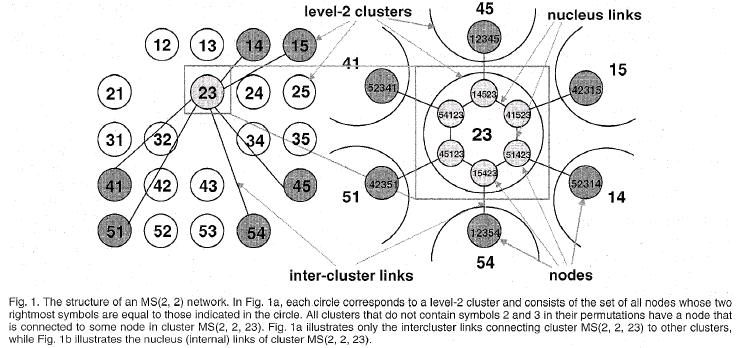 level-2 clusters
45
nucleus links
12 13 14 15
12345
41
15
21 23 24 25
52341
42315
14523
54123
41523
23
31 32 34 35
45123
51423
15423
41 42 43 45
51
42351
52314
14
51 52 53 54
12354
54
inter-cluster links
nodes
Fig. 1. The structure of an MS(2, 2) network. In Fig. 1a, each circle corresponds to a level-2 cluster and consists of the set of all nodes whose two
rightmost symbols are equal to those indicated in the circle. All clusters that do not contain symbols 2 and 3 in their permutations have a node that
is connected to some node in cluster MS(2, 2, 23). Fig. 1a illustrates only the intercluster links connecting cluster MS(2, 2, 23) to other clusters,
while Fig. 1b illustrates the nucleus (internal) links of cluster MS(2, 2, 23).